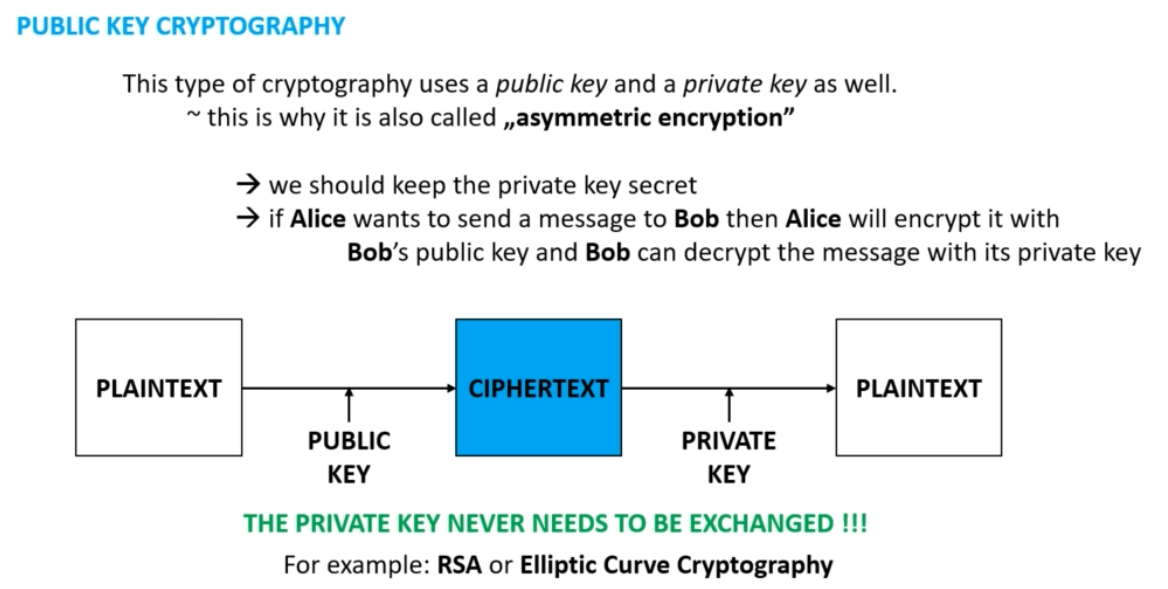 PUBLIC KEY CRYPTOGRAPHY
This type of cryptography uses a public key and a private key as well.
~ this is why it is also called „asymmetric encryption”
→ we should keep the private key secret
→ if Alice wants to send a message to Bob then Alice will encrypt it with
Bob’s public key and Bob can decrypt the message with its private key
PLAINTEXT
PUBLIC
KEY
CIPHERTEXT
PRIVATE
KEY
PLAINTEXT
THE PRIVATE KEY NEVER NEEDS TO BE EXCHANGED !!!
For example: RSA or Elliptic Curve Cryptography